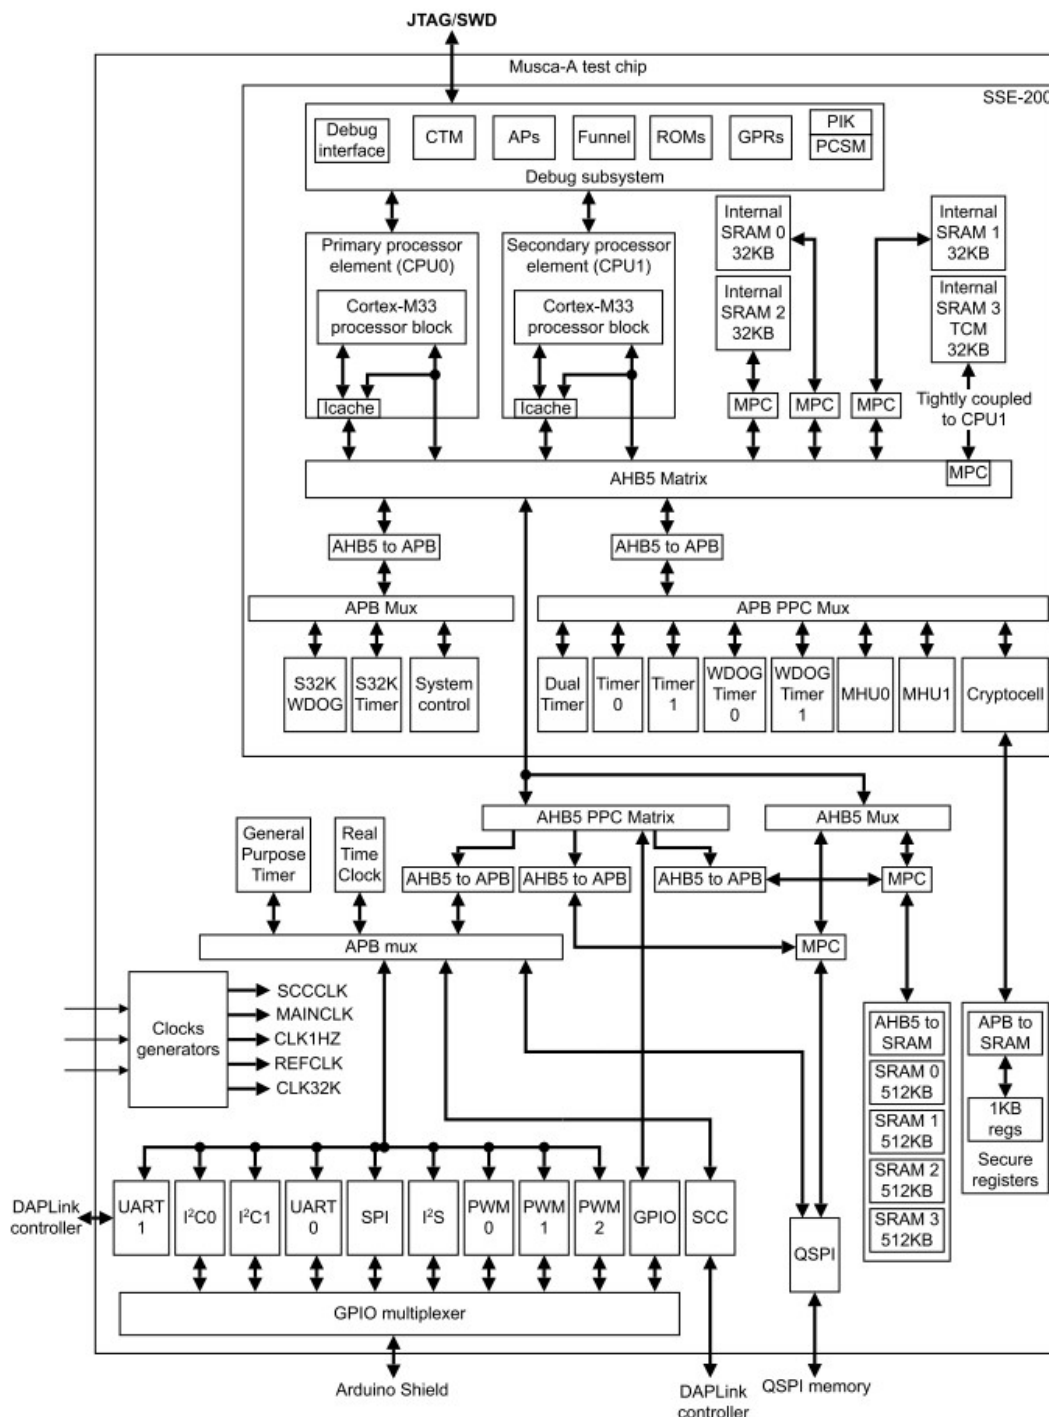 JTAG/SWD
Musca-A test chip
SSE-200
Debug
interface
CTM
APs
Funnel
ROMs
GPRs
PIK
PCSM
Debug subsystem
Primary processor
element (CPU0)
Secondary processor
element (CPU1)
Internal
SRAM 0
32KB
Internal
SRAM 1
32KB
Cortex-M33
processor block
Cortex-M33
processor block
Internal
SRAM 2
32KB
Internal
SRAM 3
TCM
32KB
Icache
Icache
MPC
MPC
MPC
Tightly coupled
to CPU1
MPC
AHB5 Matrix
AHB5 to APB
AHB5 to APB
APB Mux
APB PPC Mux
S32K
WDOG
S32K
Timer
System
control
Dual
Timer
Timer
0
Timer
1
WDOG
Timer
0
WDOG
Timer
1
MHU0
MHU1
Cryptocell
AHB5 PPC Matrix
AHB5 Mux
General
Purpose
Timer
Real
Time
Clock
AHB5 to APB
AHB5 to APB
AHB5 to APB
MPC
APB mux
MPC
Clocks
generators
SCCCLK
MAINCLK
CLK1HZ
REFCLK
CLK32K
AHB5 to
SRAM
SRAM 0
512KB
SRAM 1
512KB
SRAM 2
512KB
SRAM 3
512KB
APB to
SRAM
1KB
regs
Secure
registers
DAPLink
controller
UART
1
I²C0
I²C1
UART
0
SPI
I²S
PWM
0
PWM
1
PWM
2
GPIO
SCC
QSPI
GPIO multiplexer
Arduino Shield
DAPLink
controller
QSPI memory